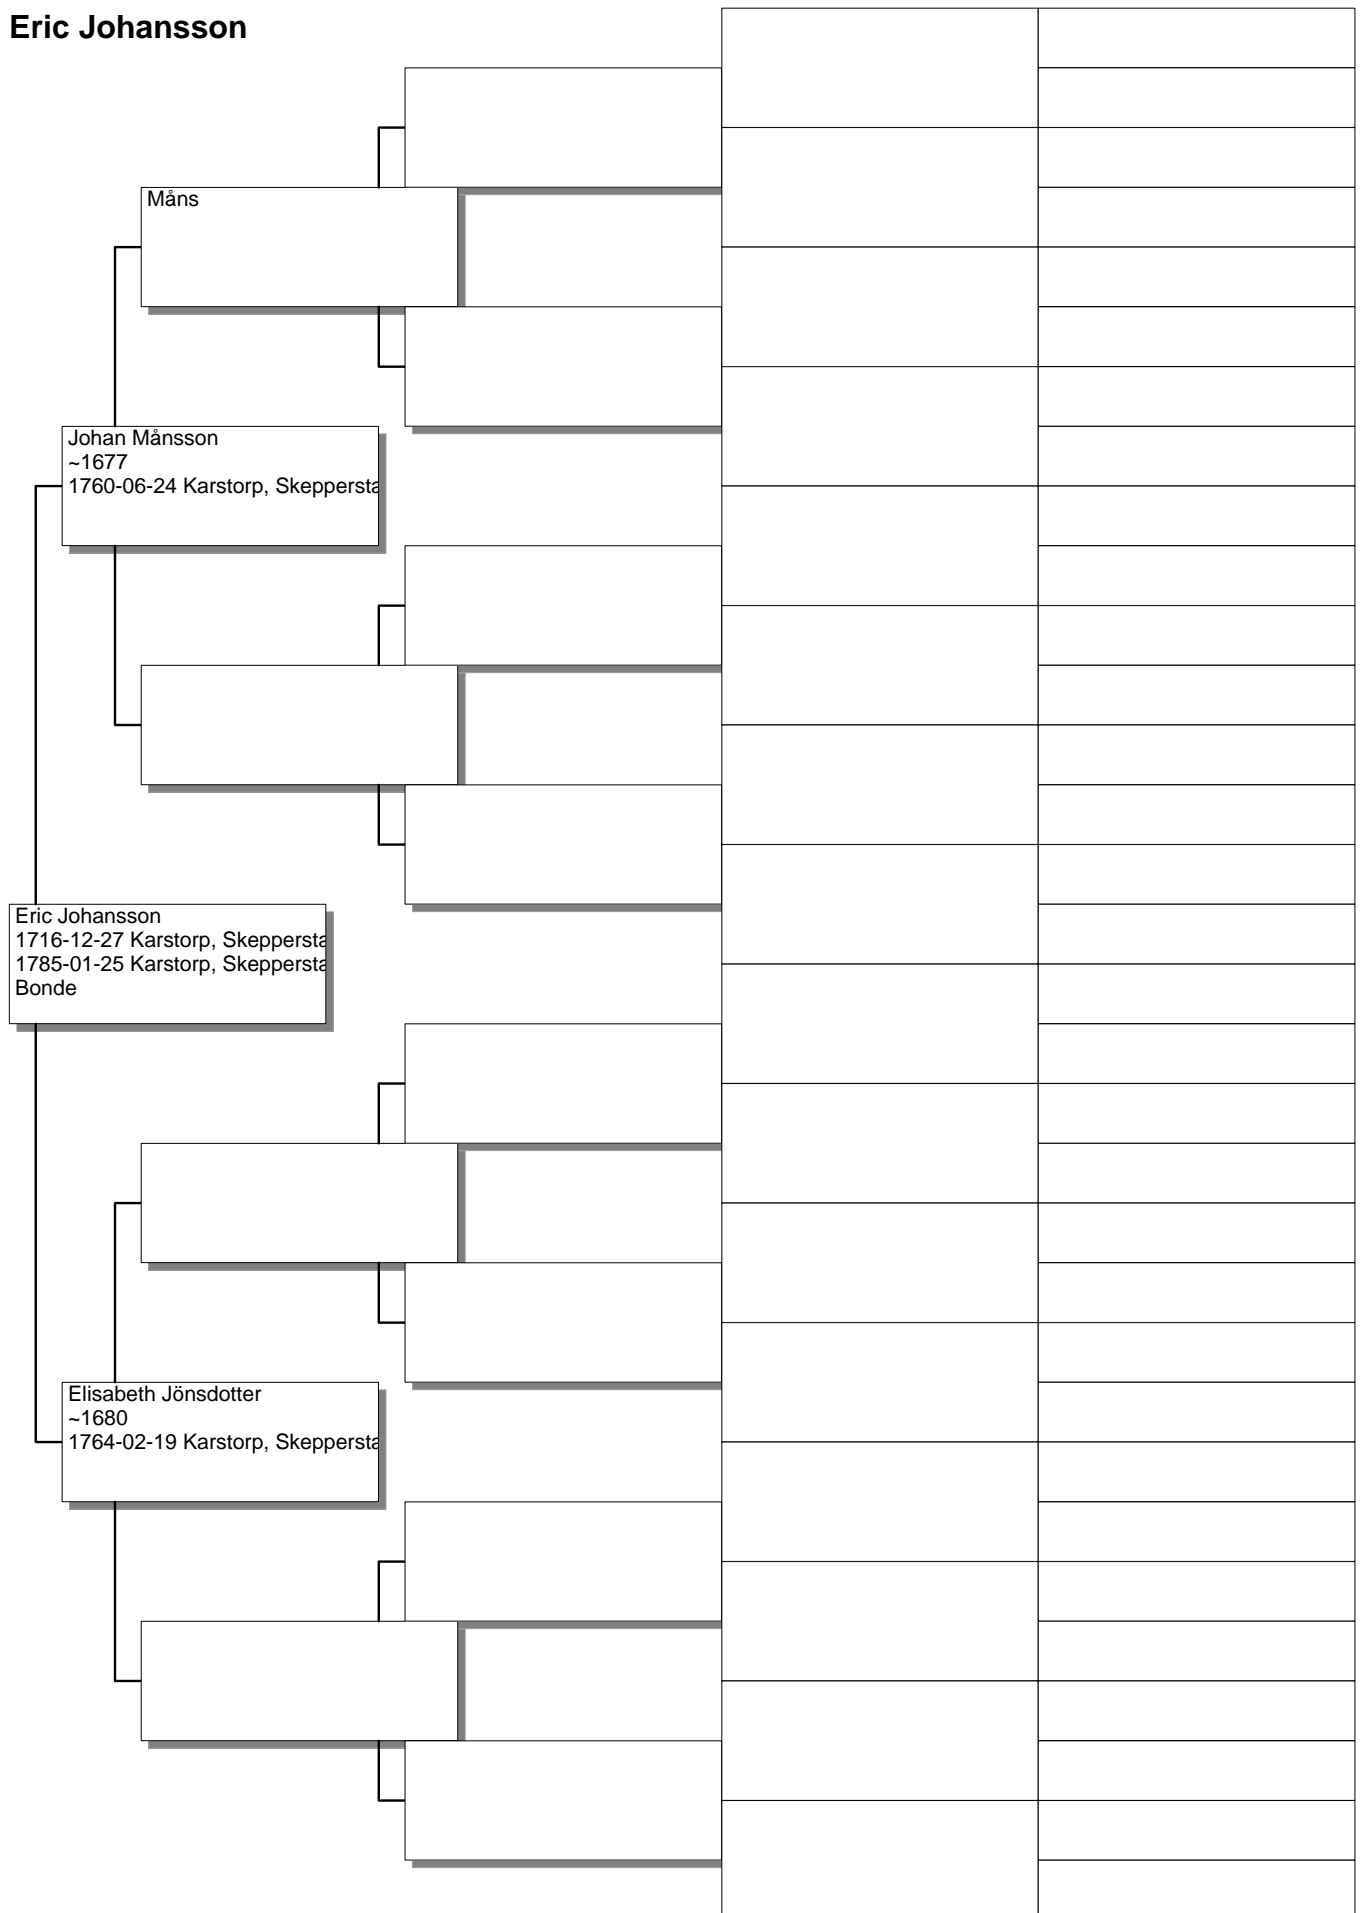 Eric Johansson
Måns
Johan Månsson
~1677
1760-06-24 Karstorp, Skeppersta
Eric Johansson
1716-12-27 Karstorp, Skeppersta
1785-01-25 Karstorp, Skeppersta
Bonde
Elisabeth Jönsdotter
~1680
1764-02-19 Karstorp, Skeppersta